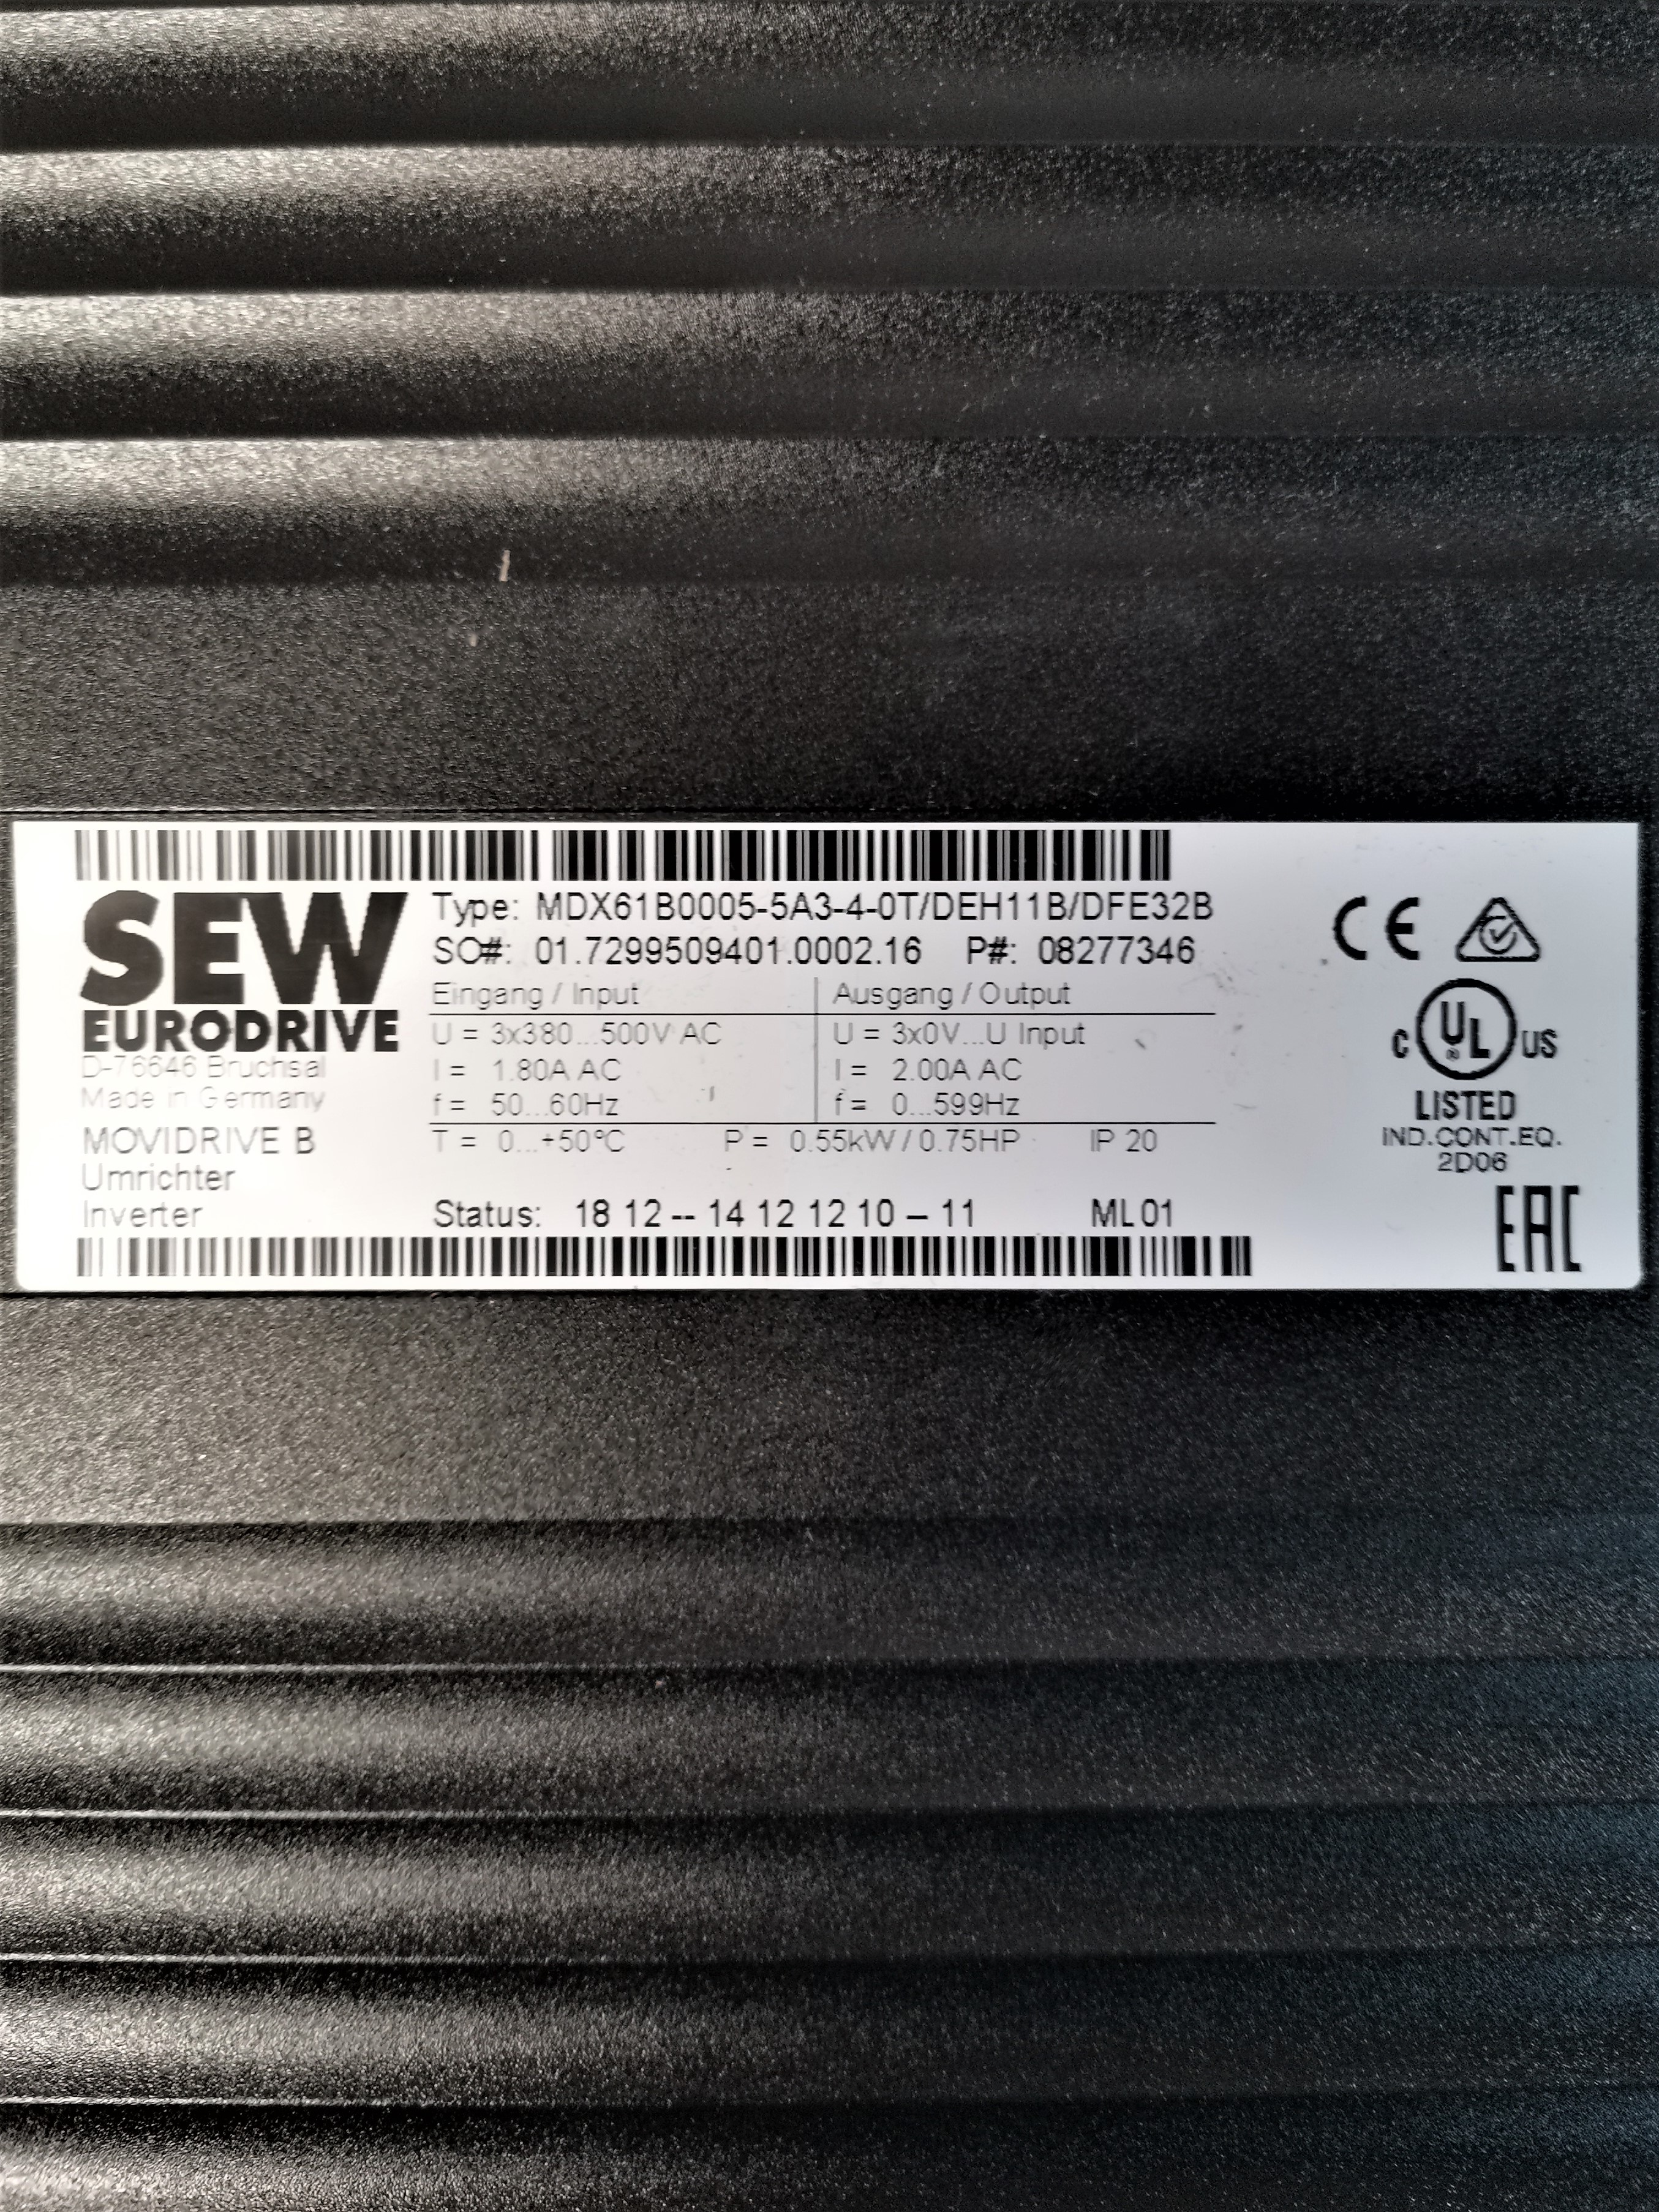 SEW
EURODRIVE
D-76646 Bruchsal
Made in Germany
MOVIDRIVE B
Umrichter
Inverter
Type: MDX61B0005-5A3-4-0T/DEH11B/DFE32B
SO#: 01.7299509401.0002.16 P#: 08277346
Eingang / Input Ausgang / Output
U = 3x380...500V AC U = 3x0V...U Input
I = 1.80A AC I = 2.00A AC
f = 50...60Hz f = 0...599Hz
T = 0...+50°C P = 0.55kW / 0.75HP IP 20
Status: 18 12 -- 14 12 12 10 – 11 ML 01
CE
C UL ® US
LISTED
IND.CONT.EQ.
2D06
EAC